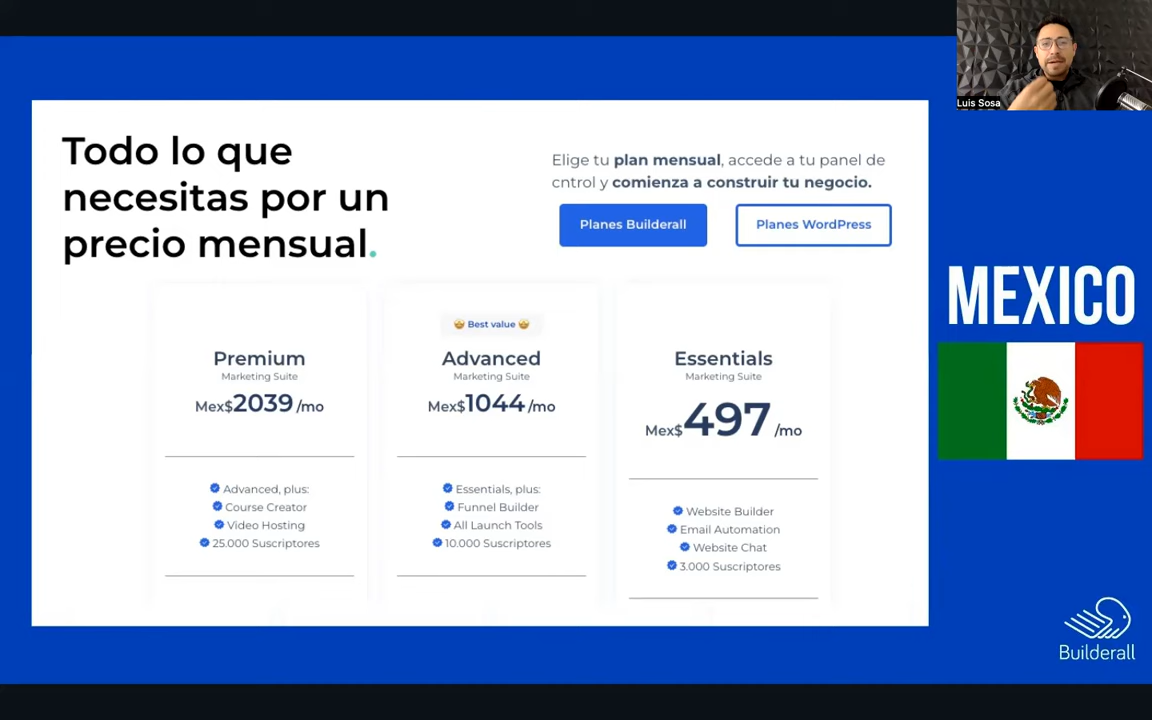 Luis Sosa
Todo lo que
necesitas por un
precio mensual.
Elige tu plan mensual, accede a tu panel de
cntrol y comienza a construir tu negocio.
Planes Builderall
Planes WordPress
Premium
Marketing Suite
Mex$2039 /mo
Advanced, plus:
Course Creator
Video Hosting
25.000 Suscriptores
Best value
Advanced
Marketing Suite
Mex$1044 /mo
Essentials, plus:
Funnel Builder
All Launch Tools
10.000 Suscriptores
Essentials
Marketing Suite
Mex$497 /mo
Website Builder
Email Automation
Website Chat
3.000 Suscriptores
MEXICO
Builderall